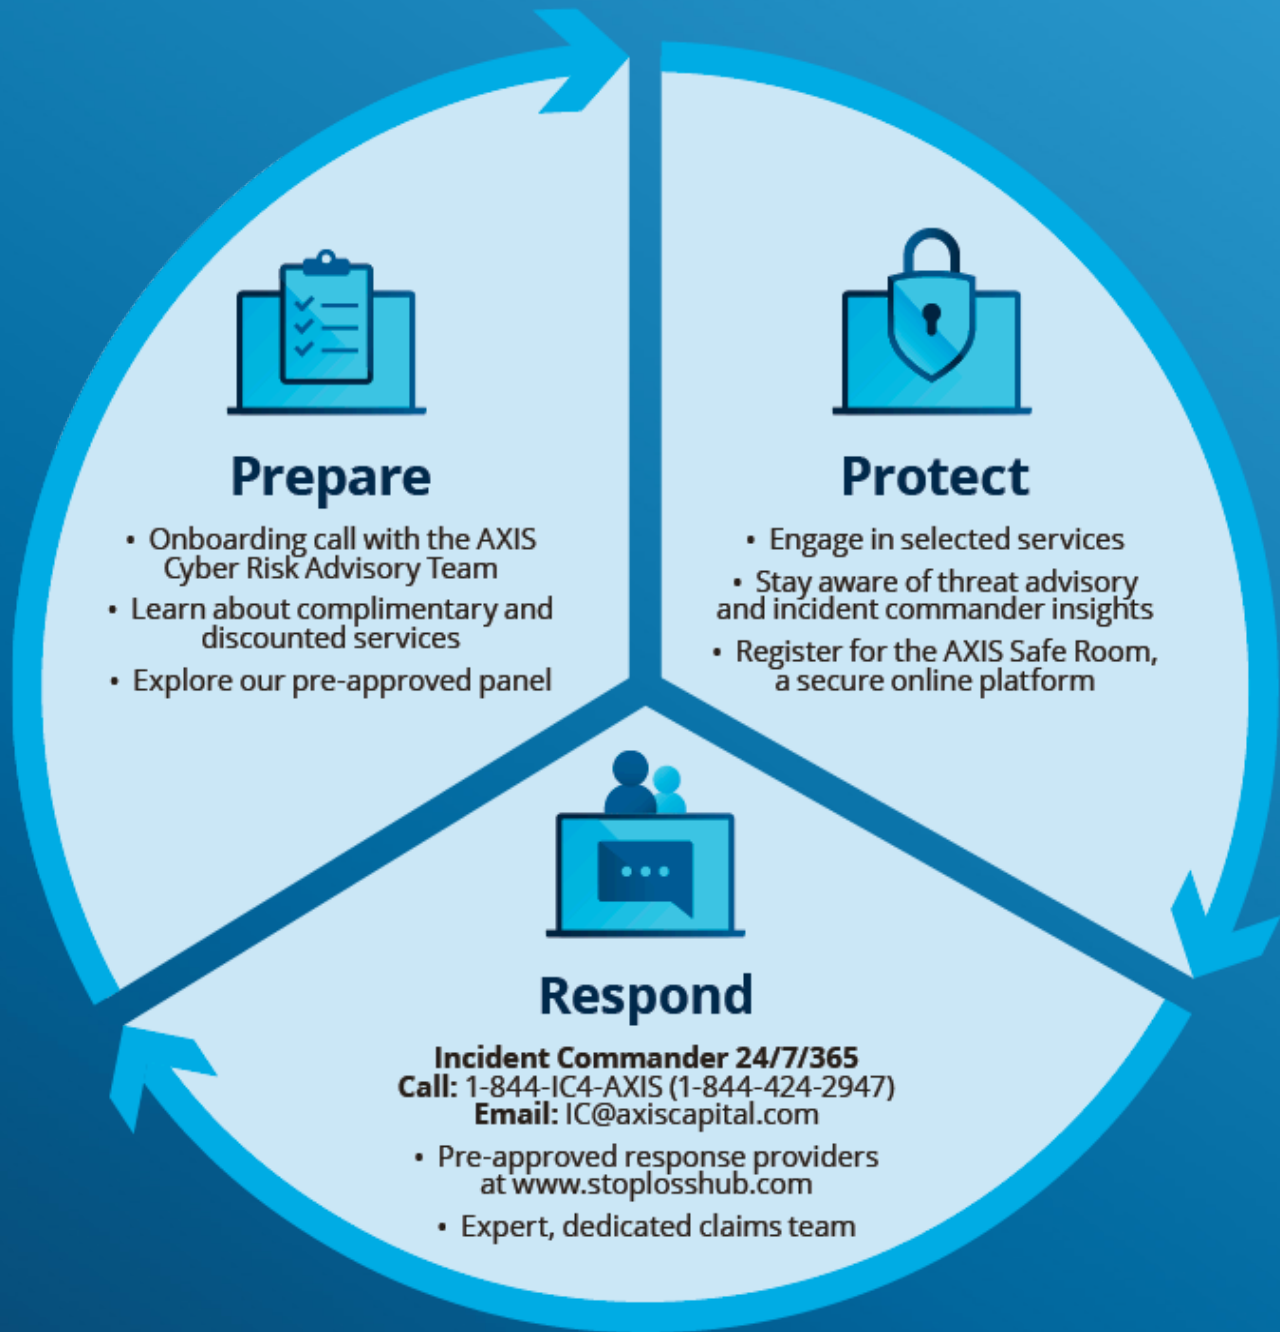 Prepare
• Onboarding call with the AXIS
Cyber Risk Advisory Team
• Learn about complimentary and
discounted services
• Explore our pre-approved panel
Protect
• Engage in selected services
• Stay aware of threat advisory
and incident commander insights
• Register for the AXIS Safe Room,
a secure online platform
Respond
Incident Commander 24/7/365
Call: 1-844-IC4-AXIS (1-844-424-2947)
Email: IC@axiscapital.com
• Pre-approved response providers
at www.stoplosshub.com
• Expert, dedicated claims team